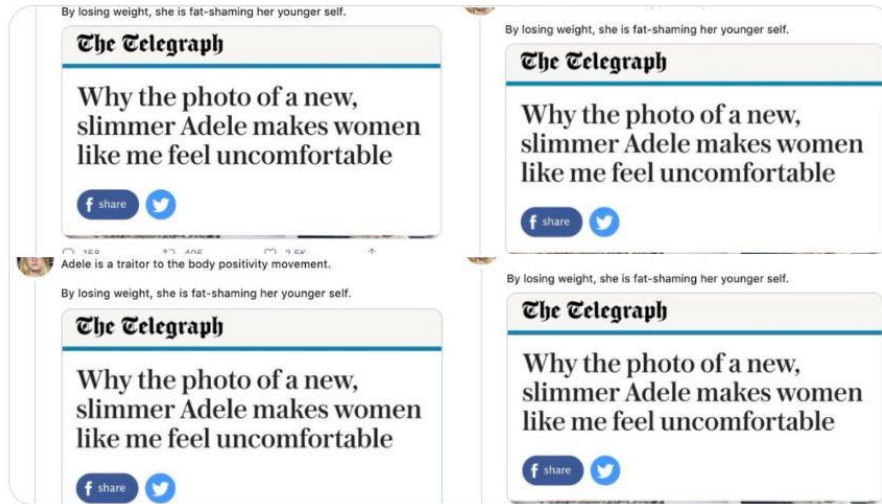 By losing weight, she is fat-shaming her younger self.
The Telegraph
Why the photo of a new,
slimmer Adele makes women
like me feel uncomfortable
f share
By losing weight, she is fat-shaming her younger self.
The Telegraph
Why the photo of a new,
slimmer Adele makes women
like me feel uncomfortable
f share
Adele is a traitor to the body positivity movement.
By losing weight, she is fat-shaming her younger self.
The Telegraph
Why the photo of a new,
slimmer Adele makes women
like me feel uncomfortable
f share
By losing weight, she is fat-shaming her younger self.
The Telegraph
Why the photo of a new,
slimmer Adele makes women
like me feel uncomfortable
f share